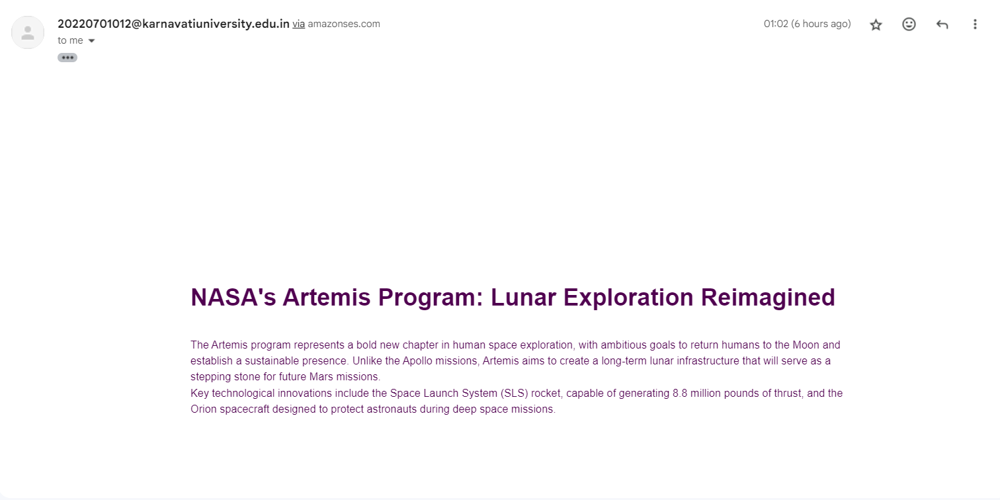 20220701012@karnavatiuniversity.edu.in via amazonses.com
01:02 (6 hours ago)
to me
NASA's Artemis Program: Lunar Exploration Reimagined
The Artemis program represents a bold new chapter in human space exploration, with ambitious goals to return humans to the Moon and
establish a sustainable presence. Unlike the Apollo missions, Artemis aims to create a long-term lunar infrastructure that will serve as a
stepping stone for future Mars missions.
Key technological innovations include the Space Launch System (SLS) rocket, capable of generating 8.8 million pounds of thrust, and the
Orion spacecraft designed to protect astronauts during deep space missions.